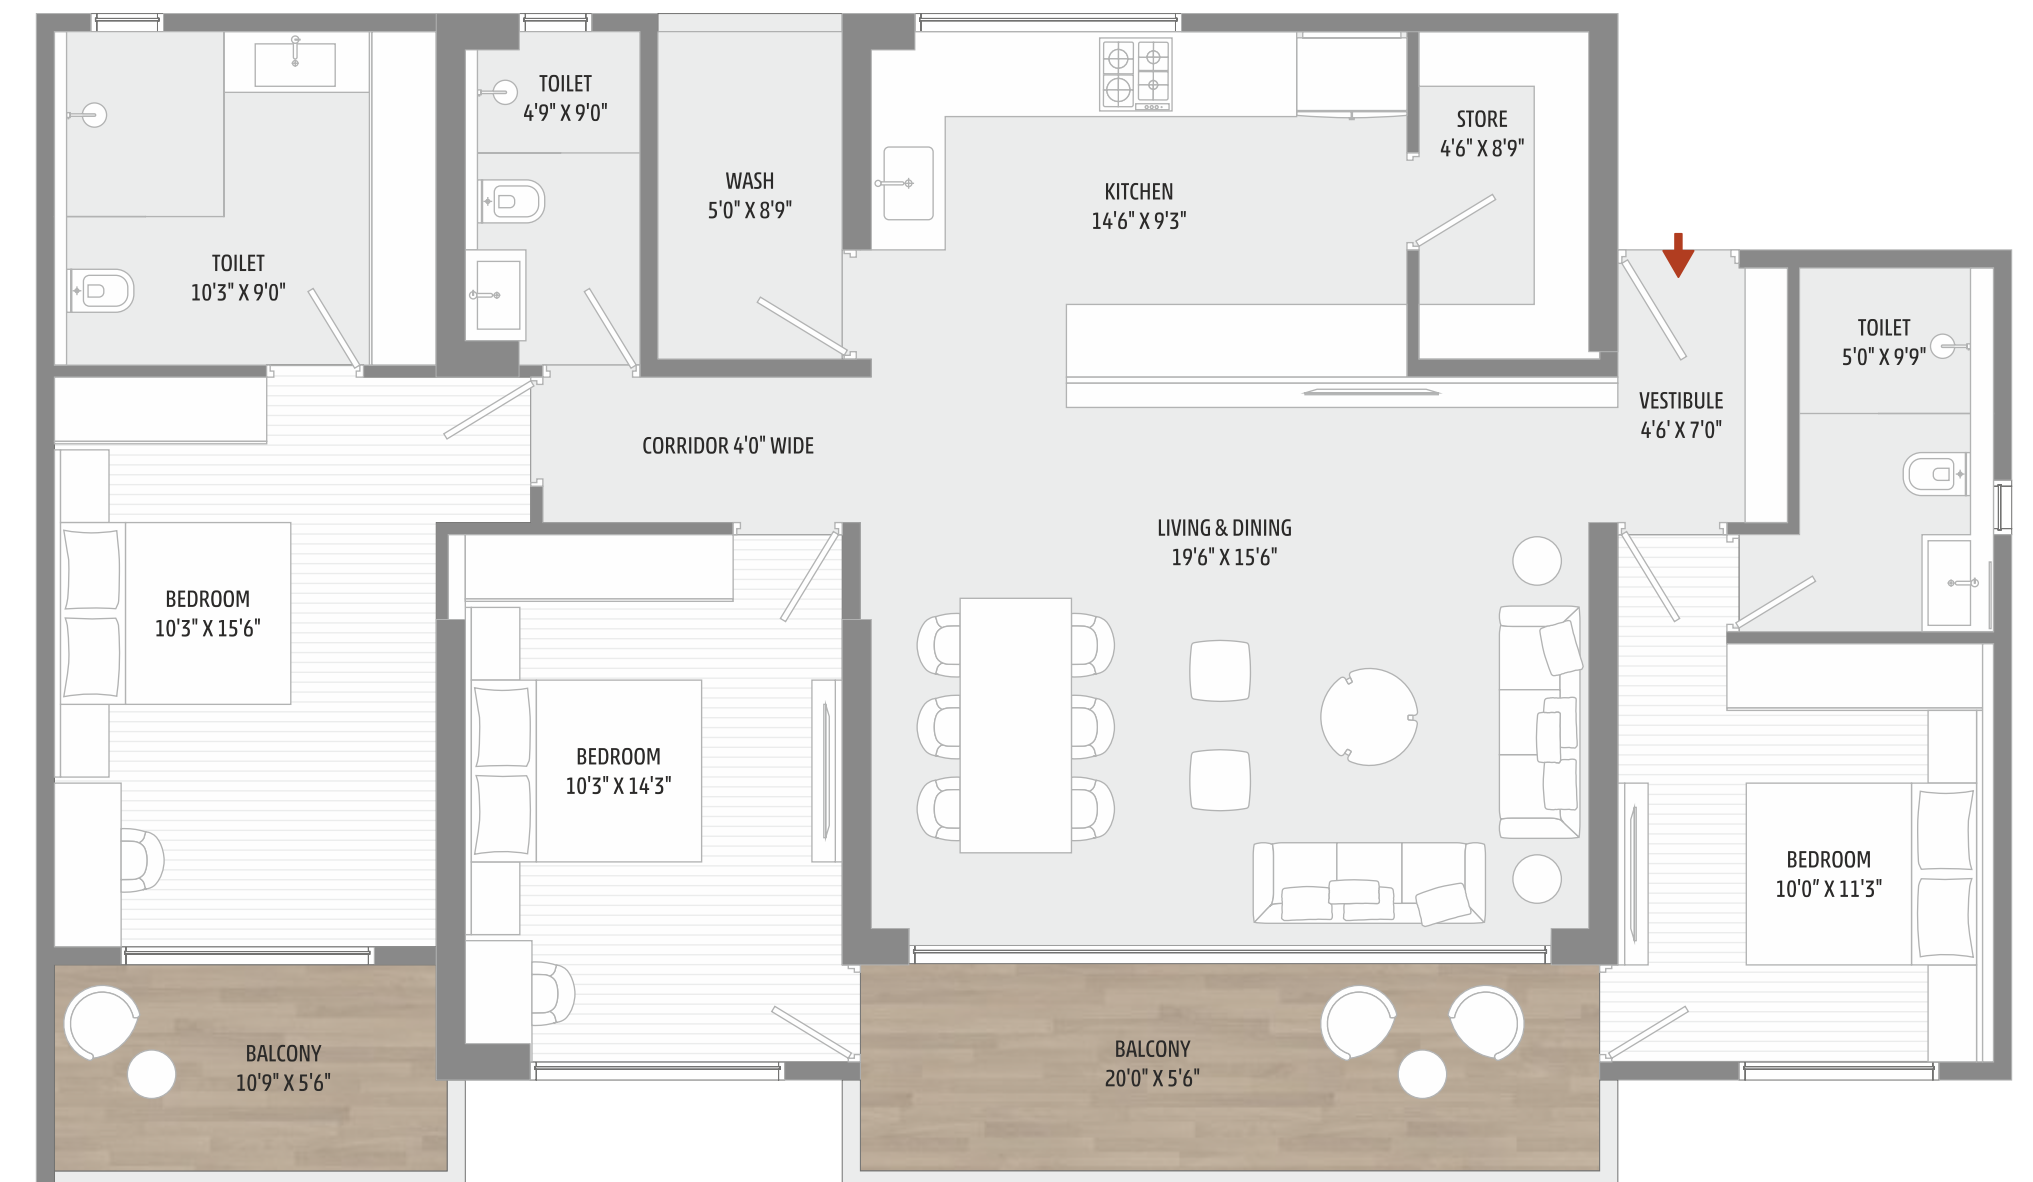 TOILET
4'9" X 9'0"
STORE
4'6" X 8'9"
WASH
5'0" X 8'9"
KITCHEN
14'6" X 9'3"
TOILET
10'3" X 9'0"
TOILET
5'0" X 9'9"
VESTIBULE
4'6' X 7'0"
CORRIDOR 4'0" WIDE
LIVING & DINING
19'6" X 15'6"
BEDROOM
10'3" X 15'6"
BEDROOM
10'3" X 14'3"
BEDROOM
10'0" X 11'3"
BALCONY
10'9" X 5'6"
BALCONY
20'0" X 5'6"